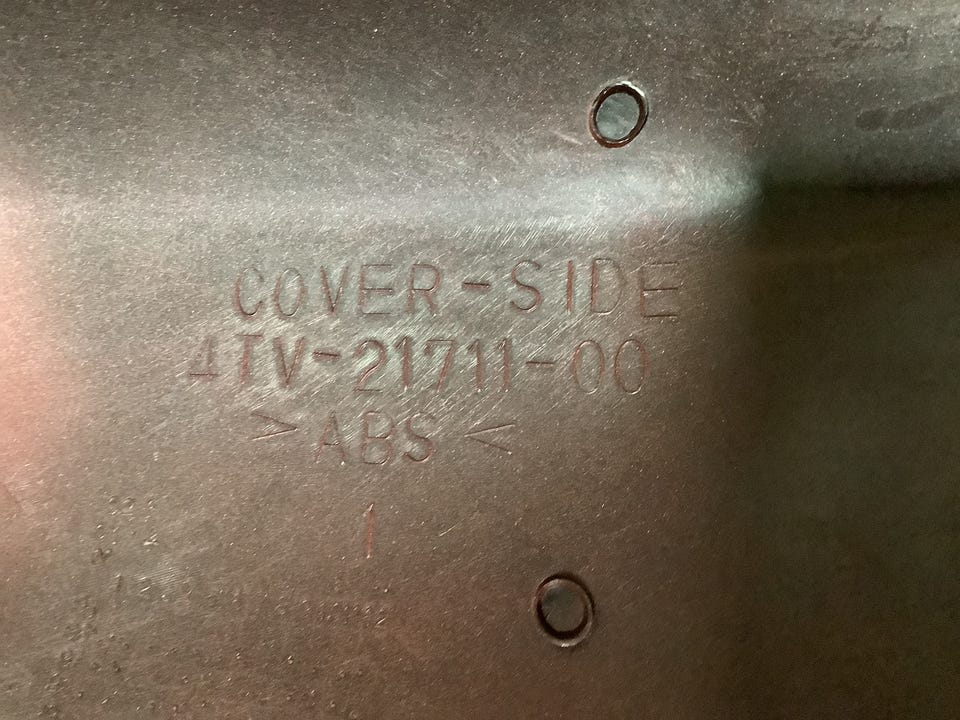 COVER-SIDE
4TV-21711-00
>ABS<
1